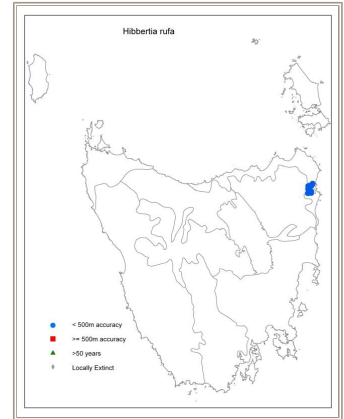 Hibbertia rufa
< 500m accuracy
>= 500m accuracy
>50 years
Locally Extinct